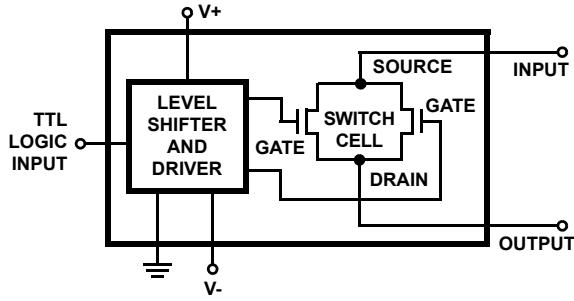 V+
SOURCE
INPUT
LEVEL
SHIFTER
AND
DRIVER
TTL
LOGIC
INPUT
GATE
SWITCH
CELL
GATE
DRAIN
OUTPUT
V-